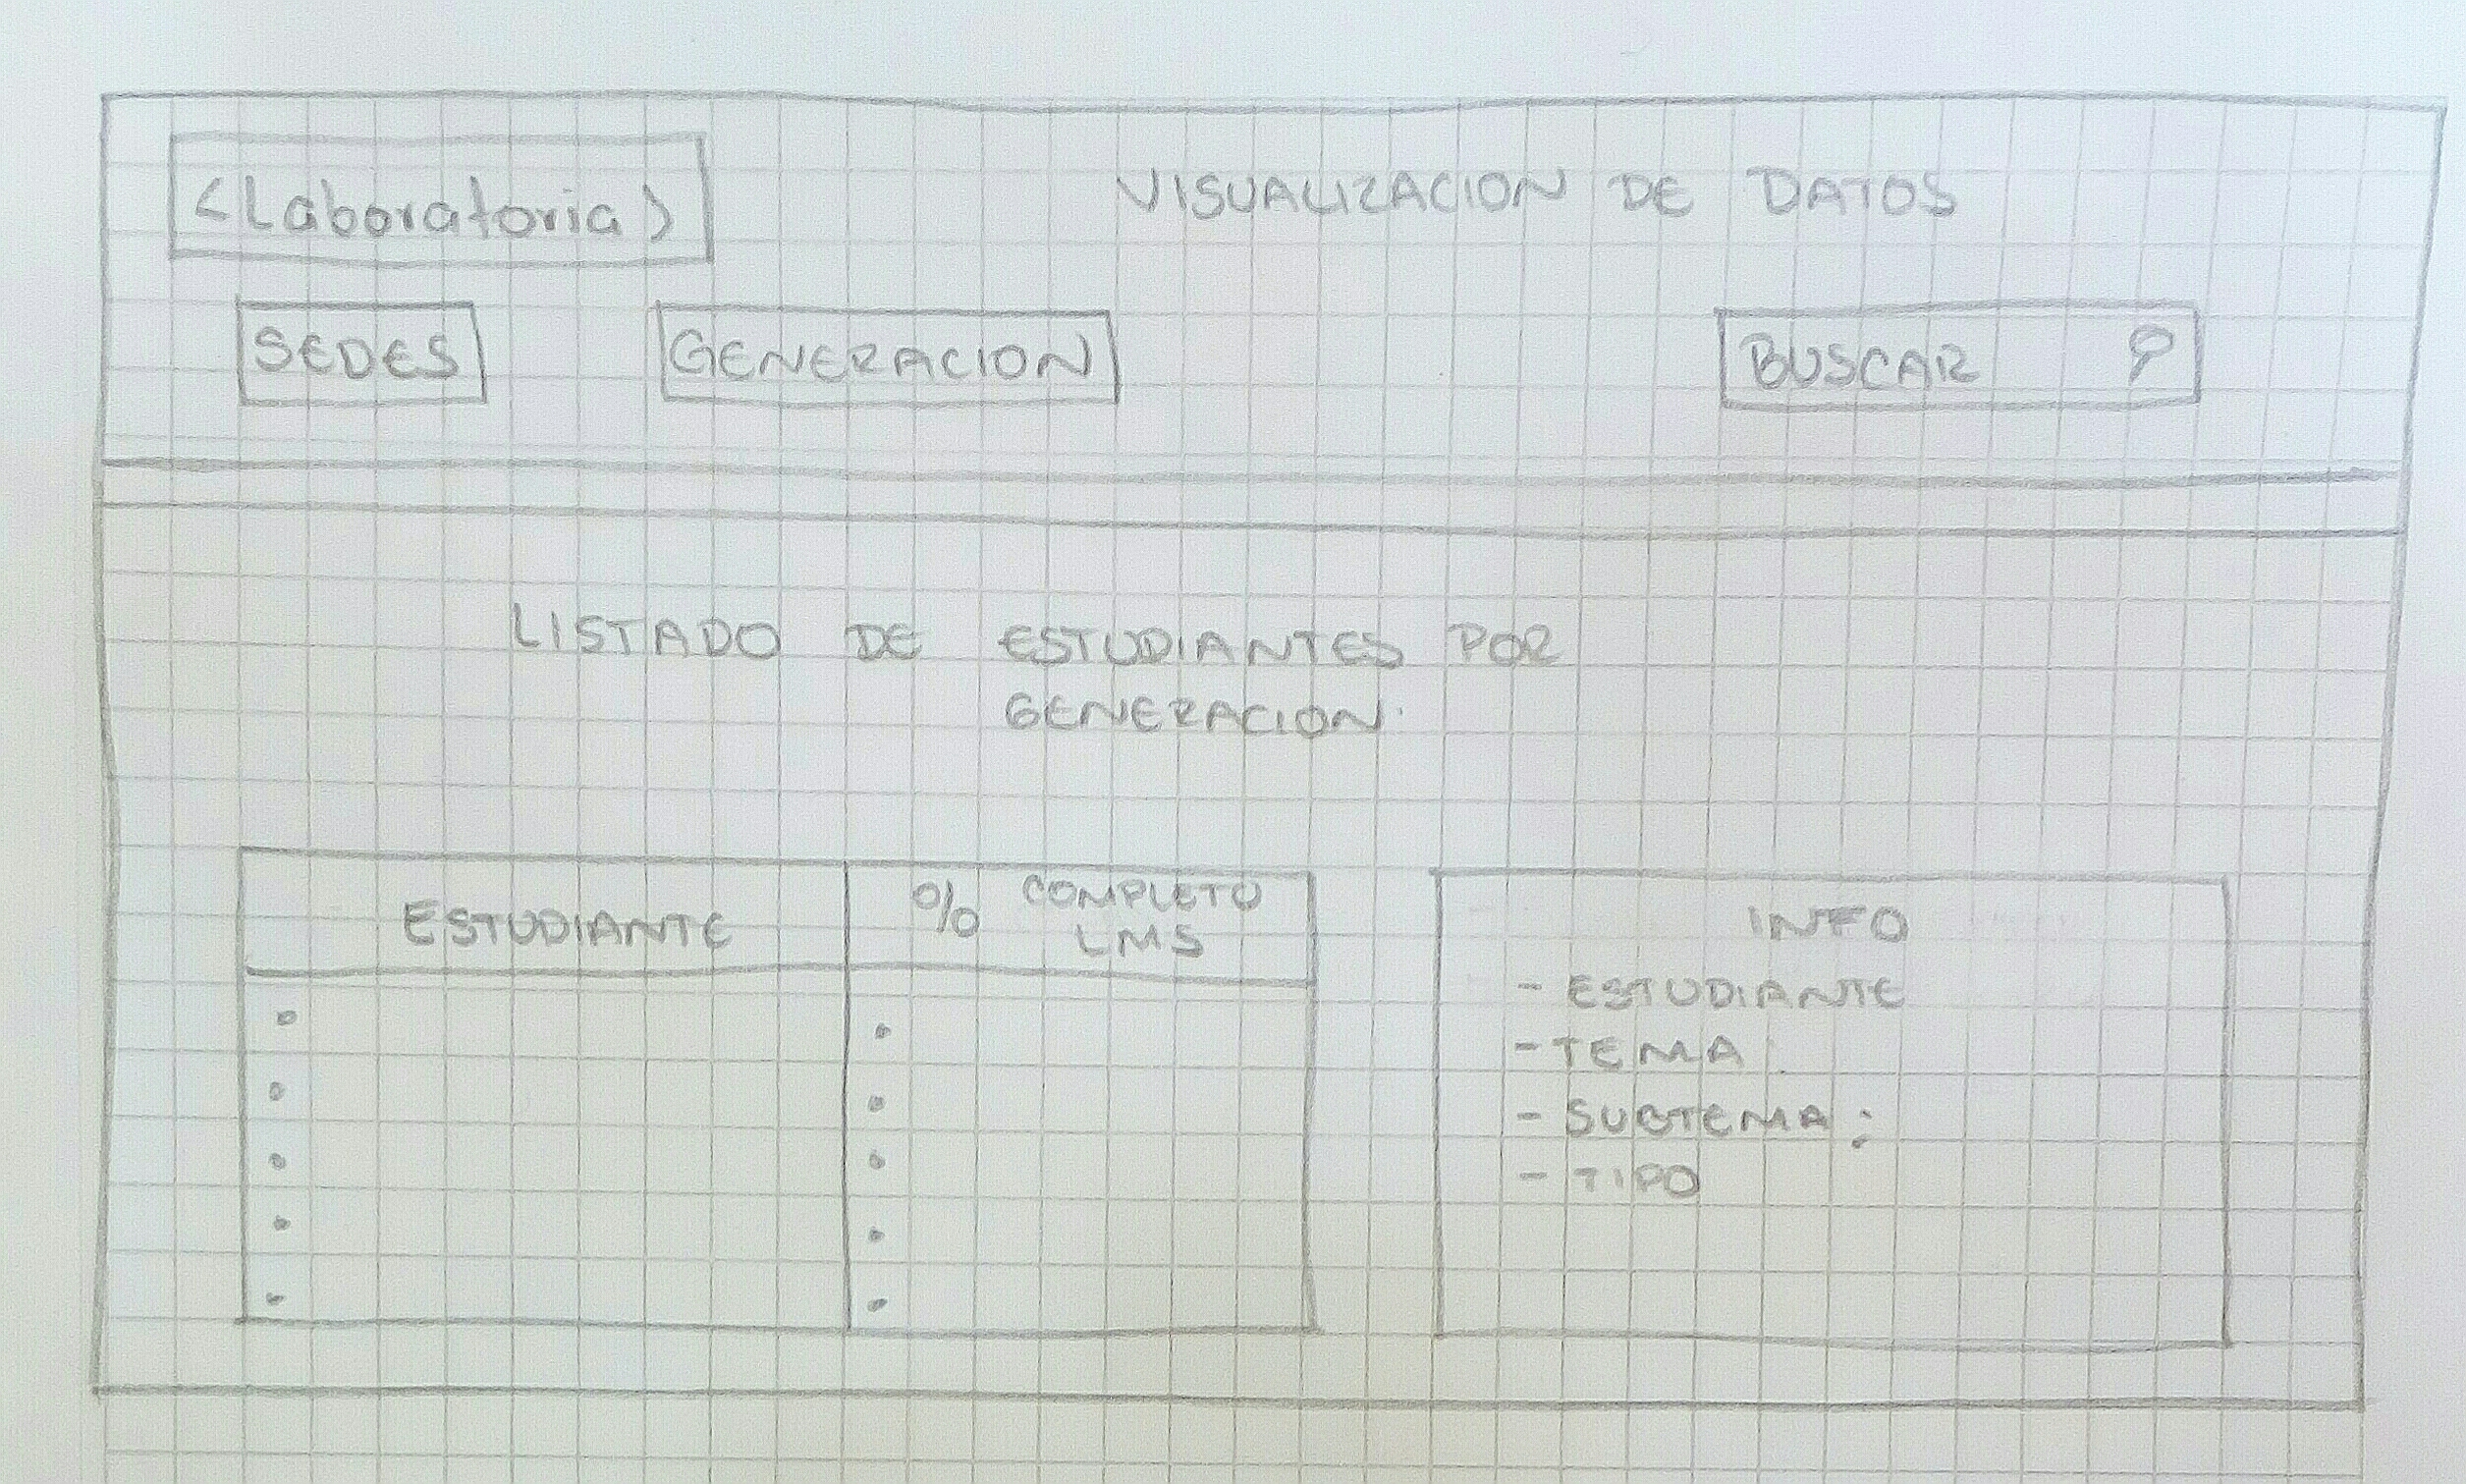 <Laboratoria>
VISUALIZACION DE DATOS
SEDES
GENERACION
BUSCAR
LISTADO DE ESTUDIANTES POR
GENERACION.
ESTUDIANTE
% COMPLETO
LMS
INFO
- ESTUDIANTE
- TEMA :
- SUBTEMA :
- TIPO